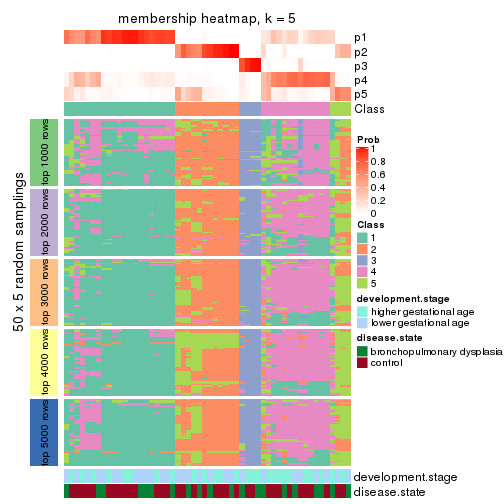 membership heatmap, k = 5
p1
p2
p3
p4
p5
Class
50 x 5 random samplings
top 1000 rows
top 2000 rows
top 3000 rows
top 4000 rows
top 5000 rows
Prob
1
0.8
0.6
0.4
0.2
0
Class
1
2
3
4
5
development.stage
higher gestational age
lower gestational age
disease.state
bronchopulmonary dysplasia
control
development.stage
disease.state